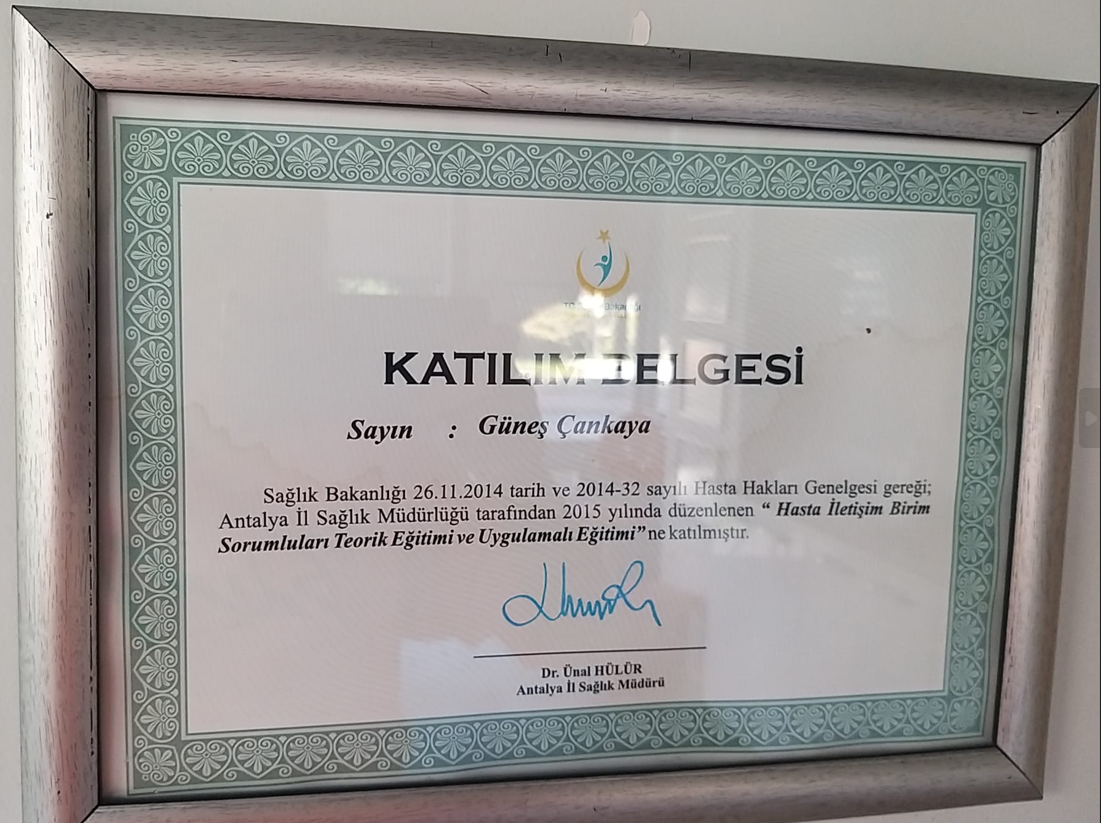 KATILIM BELGESİ
Sayın : Güneş Çankaya
Sağlık Bakanlığı 26.11.2014 tarih ve 2014-32 sayılı Hasta Hakları Genelgesi gereği;
Antalya İl Sağlık Müdürlüğü tarafından 2015 yılında düzenlenen “ Hasta İletişim Birim
Sorumluları Teorik Eğitimi ve Uygulamalı Eğitimi” ne katılmıştır.
Dr. Ünal HÜLÜR
Antalya İl Sağlık Müdürü